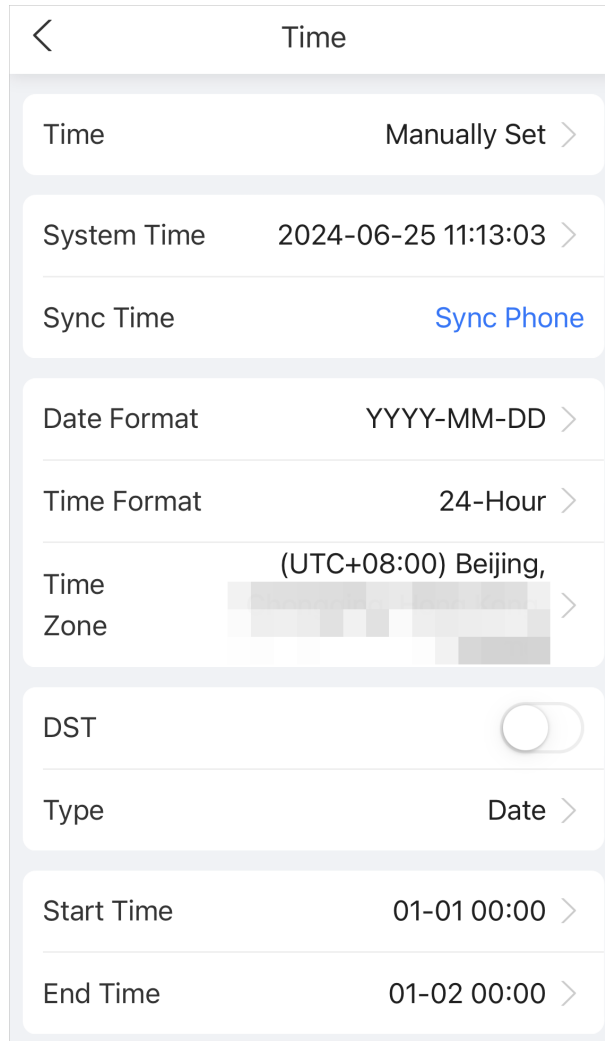 Time
Time Manually Set
System Time 2024-06-25 11:13:03
Sync Time Sync Phone
Date Format YYYY-MM-DD
Time Format 24-Hour
Time Zone (UTC+08:00) Beijing,
DST
Type Date
Start Time 01-01 00:00
End Time 01-02 00:00